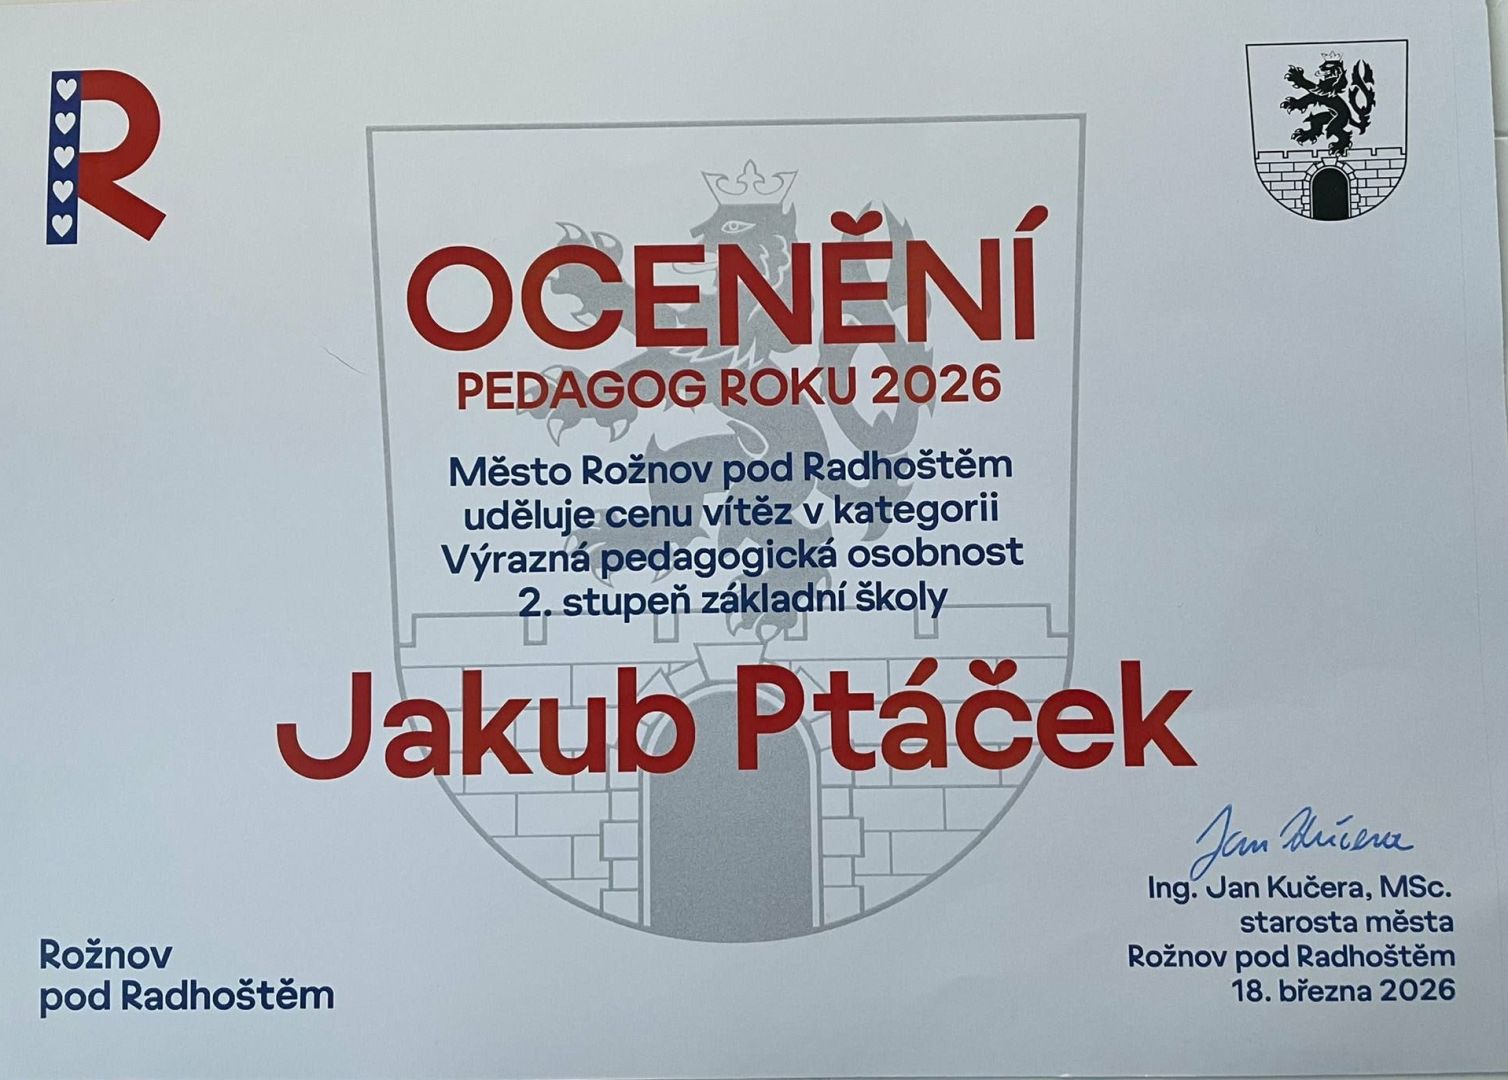 R
OCENĚNÍ
PEDAGOG ROKU 2026
Město Rožnov pod Radhoštěm
uděluje cenu vítěz v kategorii
Výrazná pedagogická osobnost
2. stupeň základní školy
Jakub Ptáček
Jan Kučera
Ing. Jan Kučera, MSc.
starosta města
Rožnov pod Radhoštěm
18. března 2026
Rožnov
pod Radhoštěm